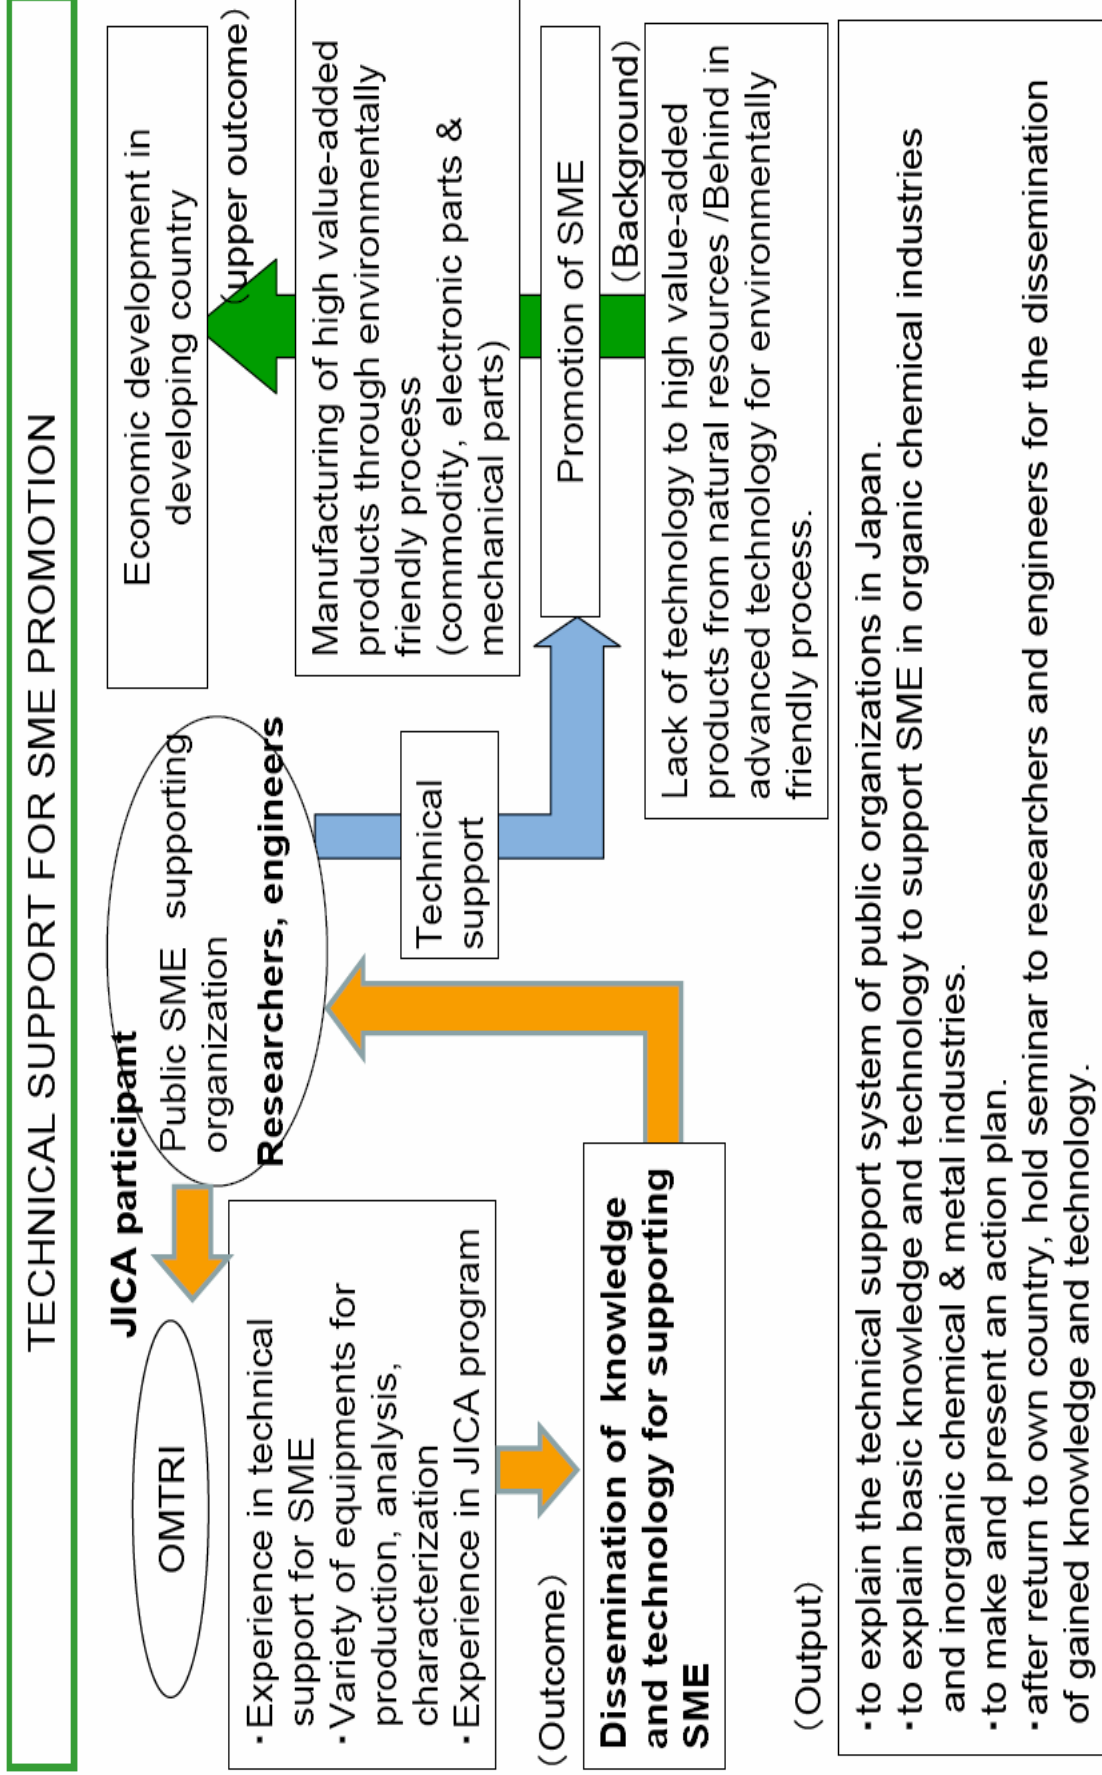 TECHNICAL SUPPORT FOR SME PROMOTION
OMTRI
JICA participant
Public SME supporting
organization
Researchers, engineers
Economic development in
developing country
(upper outcome)
・Experience in technical
support for SME
・Variety of equipments for
production, analysis,
characterization
・Experience in JICA program
Technical
support
Manufacturing of high value-added
products through environmentally
friendly process
(commodity, electronic parts &
mechanical parts)
Promotion of SME
(Background)
(Outcome)
Dissemination of knowledge
and technology for supporting
SME
Lack of technology to high value-added
products from natural resources /Behind in
advanced technology for environmentally
friendly process.
(Output)
・to explain the technical support system of public organizations in Japan.
・to explain basic knowledge and technology to support SME in organic chemical industries
and inorganic chemical & metal industries.
・to make and present an action plan.
・after return to own country, hold seminar to researchers and engineers for the dissemination
of gained knowledge and technology.